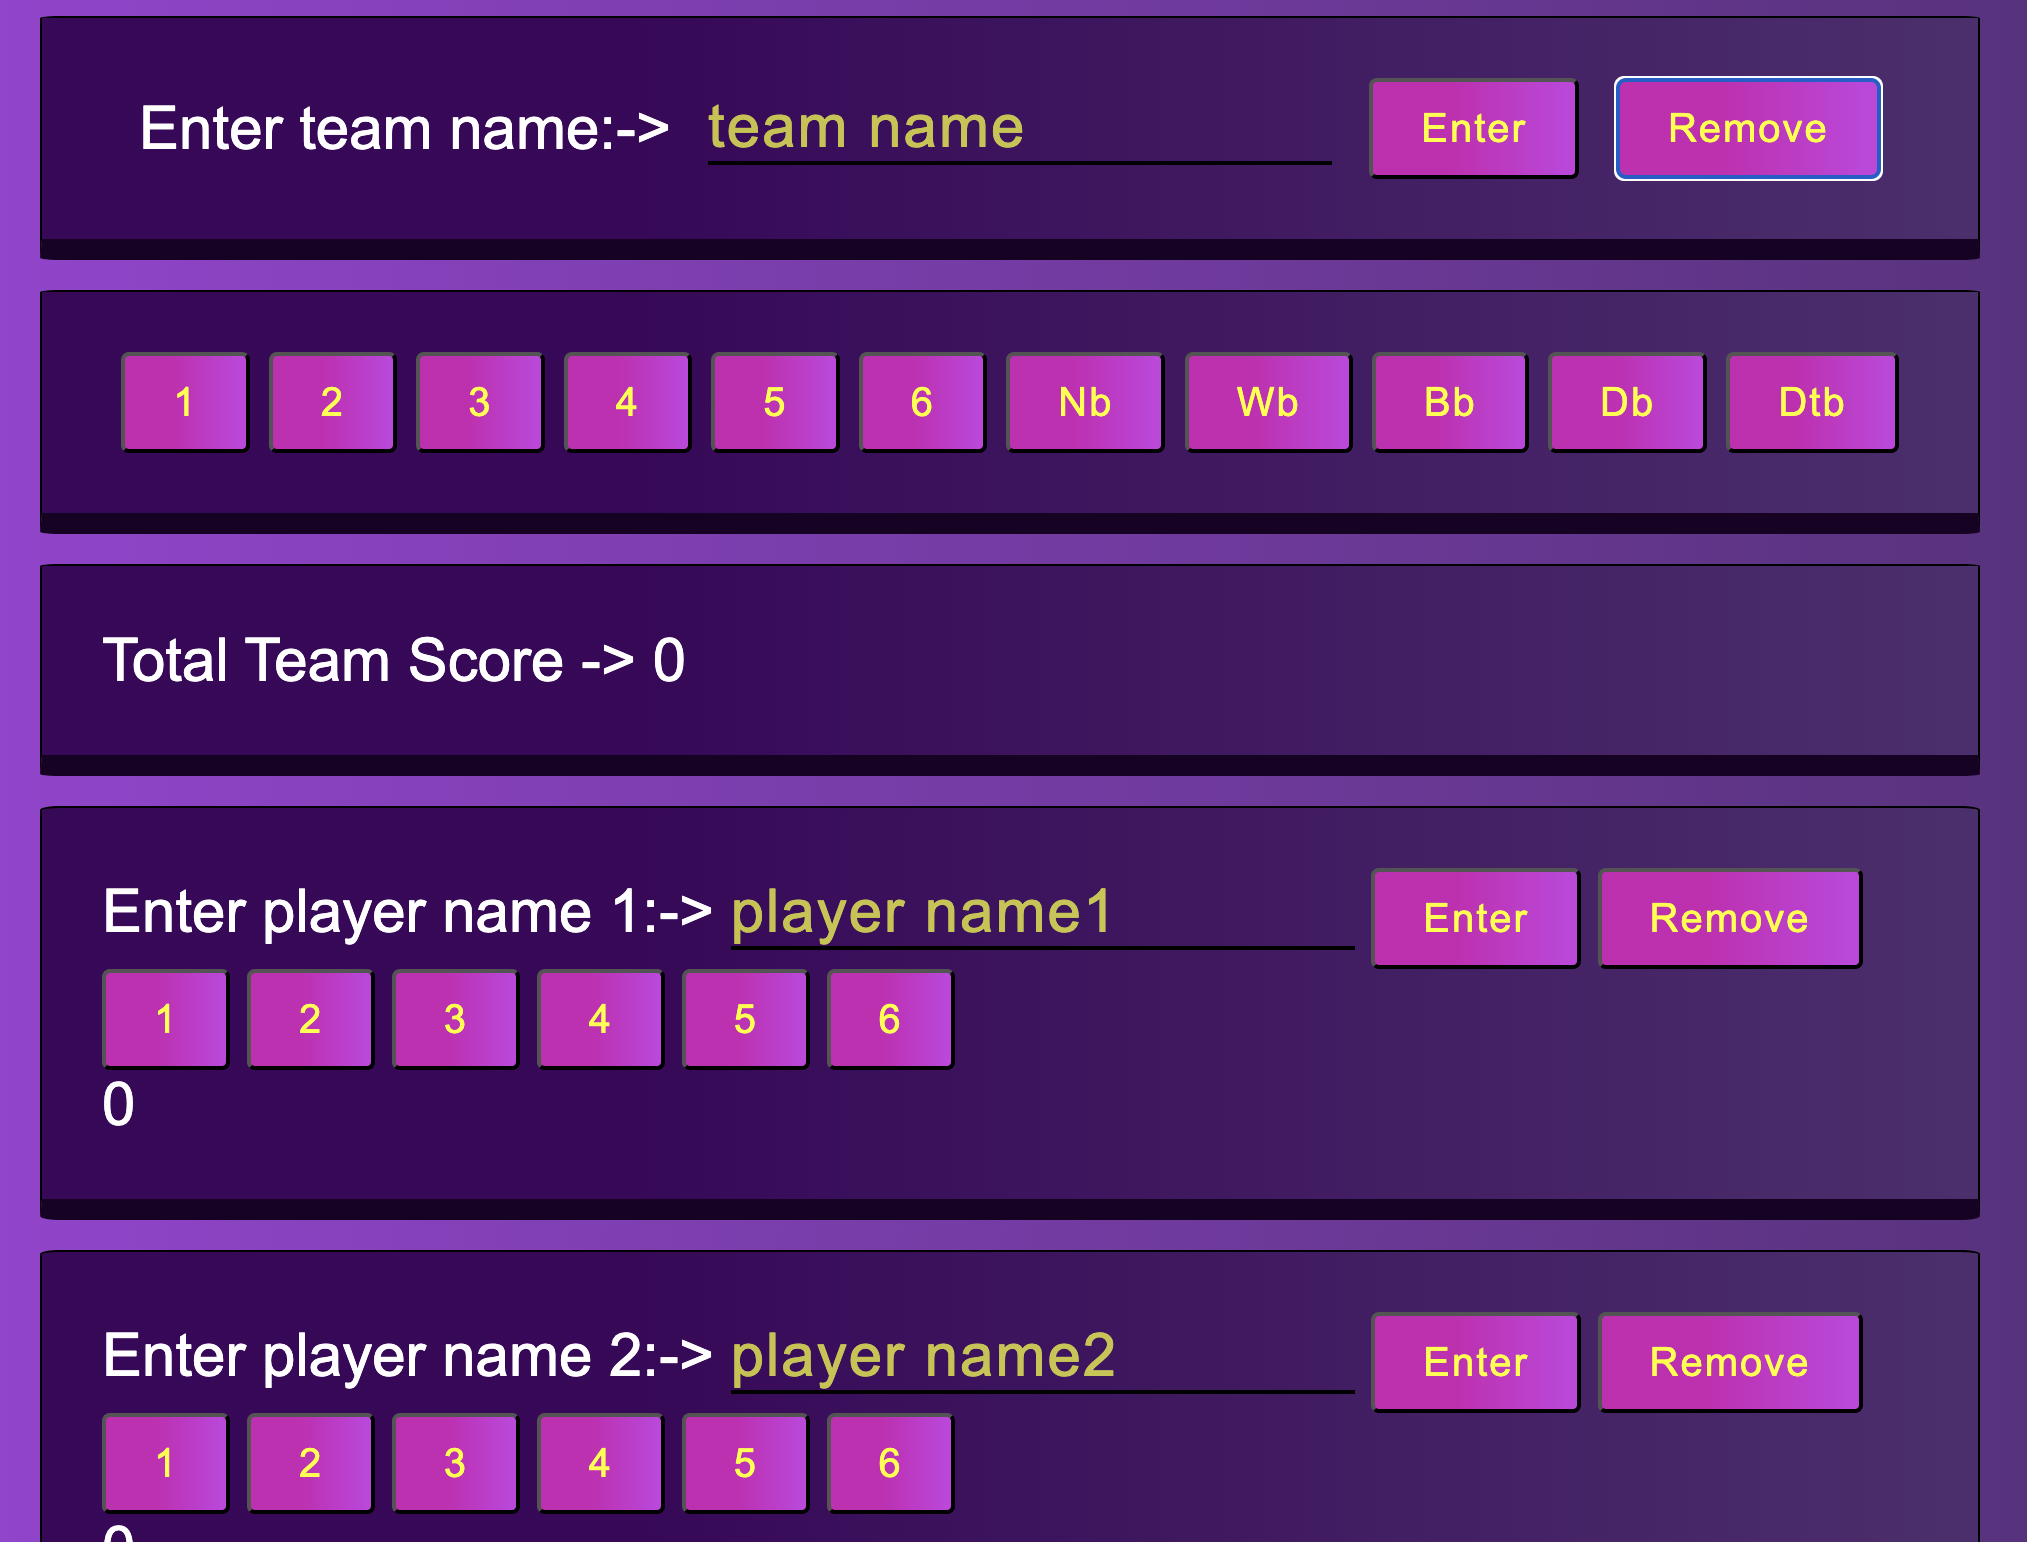 Enter team name:-> team name Enter Remove
1 2 3 4 5 6 Nb Wb Bb Db Dtb
Total Team Score -> 0
Enter player name 1:-> player name1 Enter Remove
1 2 3 4 5 6
0
Enter player name 2:-> player name2 Enter Remove
1 2 3 4 5 6